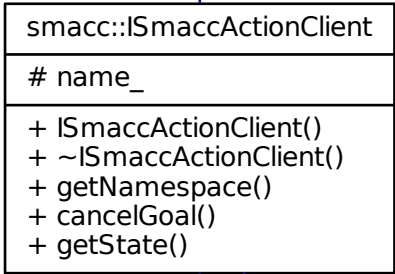 smacc::ISmaccActionClient
# name_
+ ISmaccActionClient()
+ ~ISmaccActionClient()
+ getNamespace()
+ cancelGoal()
+ getState()